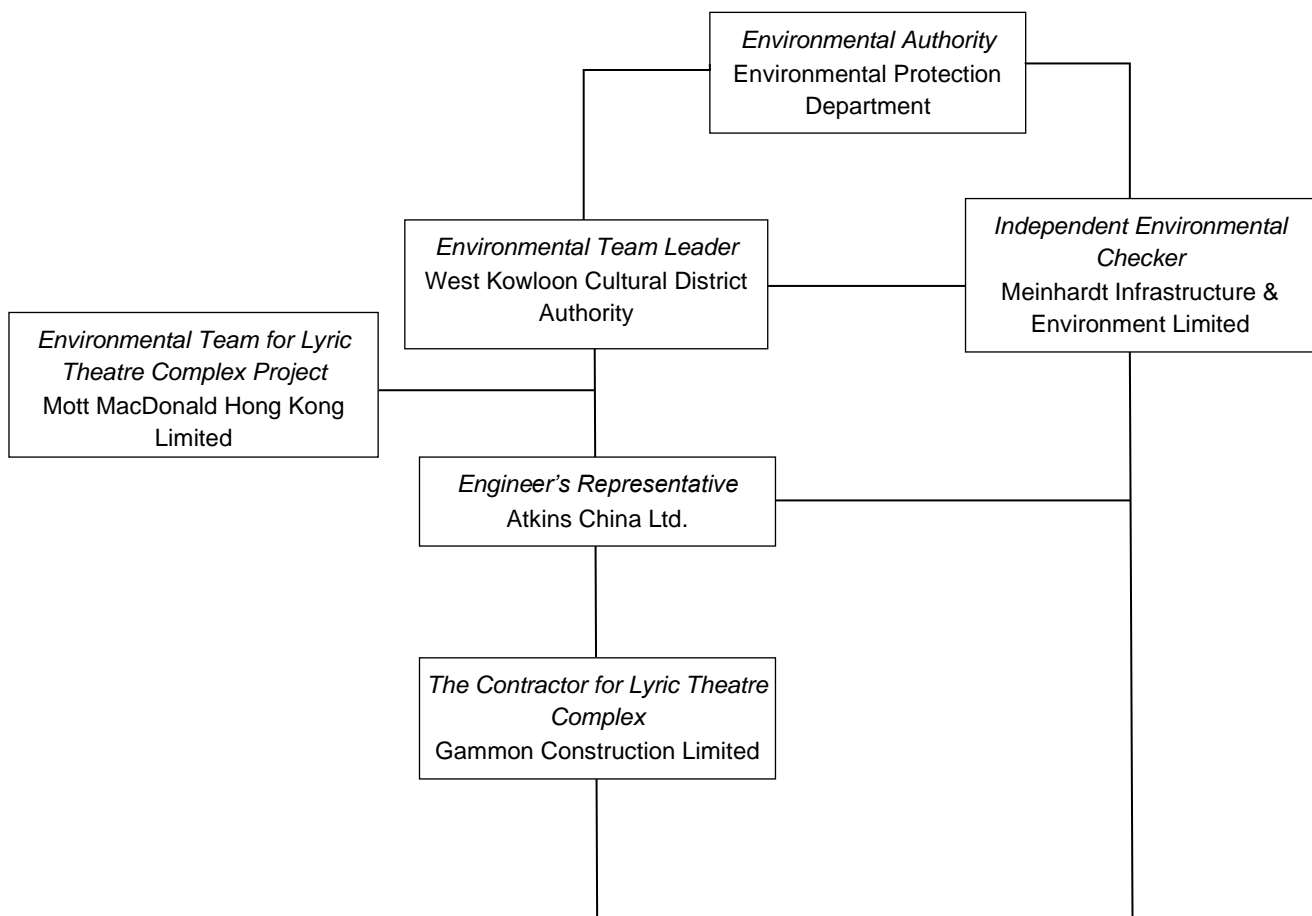 Environmental Authority
Environmental Protection
Department
Environmental Team Leader
West Kowloon Cultural District
Authority
Independent Environmental
Checker
Meinhardt Infrastructure &
Environment Limited
Environmental Team for Lyric
Theatre Complex Project
Mott MacDonald Hong Kong
Limited
Engineer’s Representative
Atkins China Ltd.
The Contractor for Lyric Theatre
Complex
Gammon Construction Limited